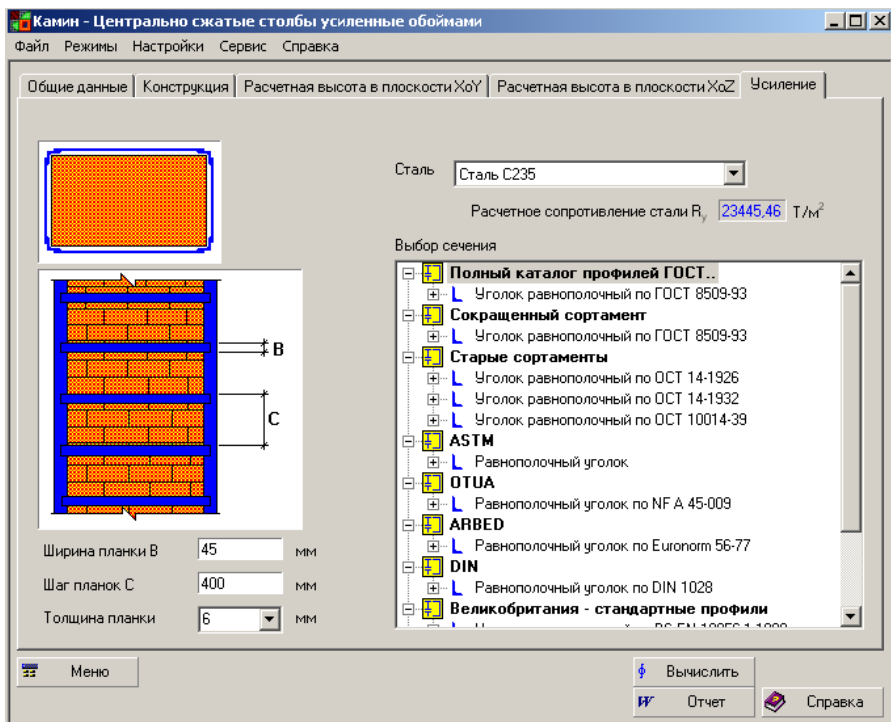 Камин - Центрально сжатые столбы усиленные обоймами
Файл Режимы Настройки Сервис Справка
Общие данные Конструкция Расчетная высота в плоскости XoY Расчетная высота в плоскости XoZ Усиление
Сталь Сталь C235
Расчетное сопротивление стали Ry 23445,46 Т/м²
Выбор сечения
Полный каталог профилей ГОСТ..
Уголок равнополочный по ГОСТ 8509-93
Сокращенный сортамент
Уголок равнополочный по ГОСТ 8509-93
Старые сортаменты
Уголок равнополочный по ОСТ 14-1926
Уголок равнополочный по ОСТ 14-1932
Уголок равнополочный по ОСТ 10014-39
ASTM
Равнополочный уголок
OTUA
Равнополочный уголок по NF A 45-009
ARBED
Равнополочный уголок по Euronorm 56-77
DIN
Равнополочный уголок по DIN 1028
Великобритания - стандартные профили
B
C
Ширина планки B 45 мм
Шаг планок C 400 мм
Толщина планки 6 мм
Меню
Вычислить
Отчет
Справка